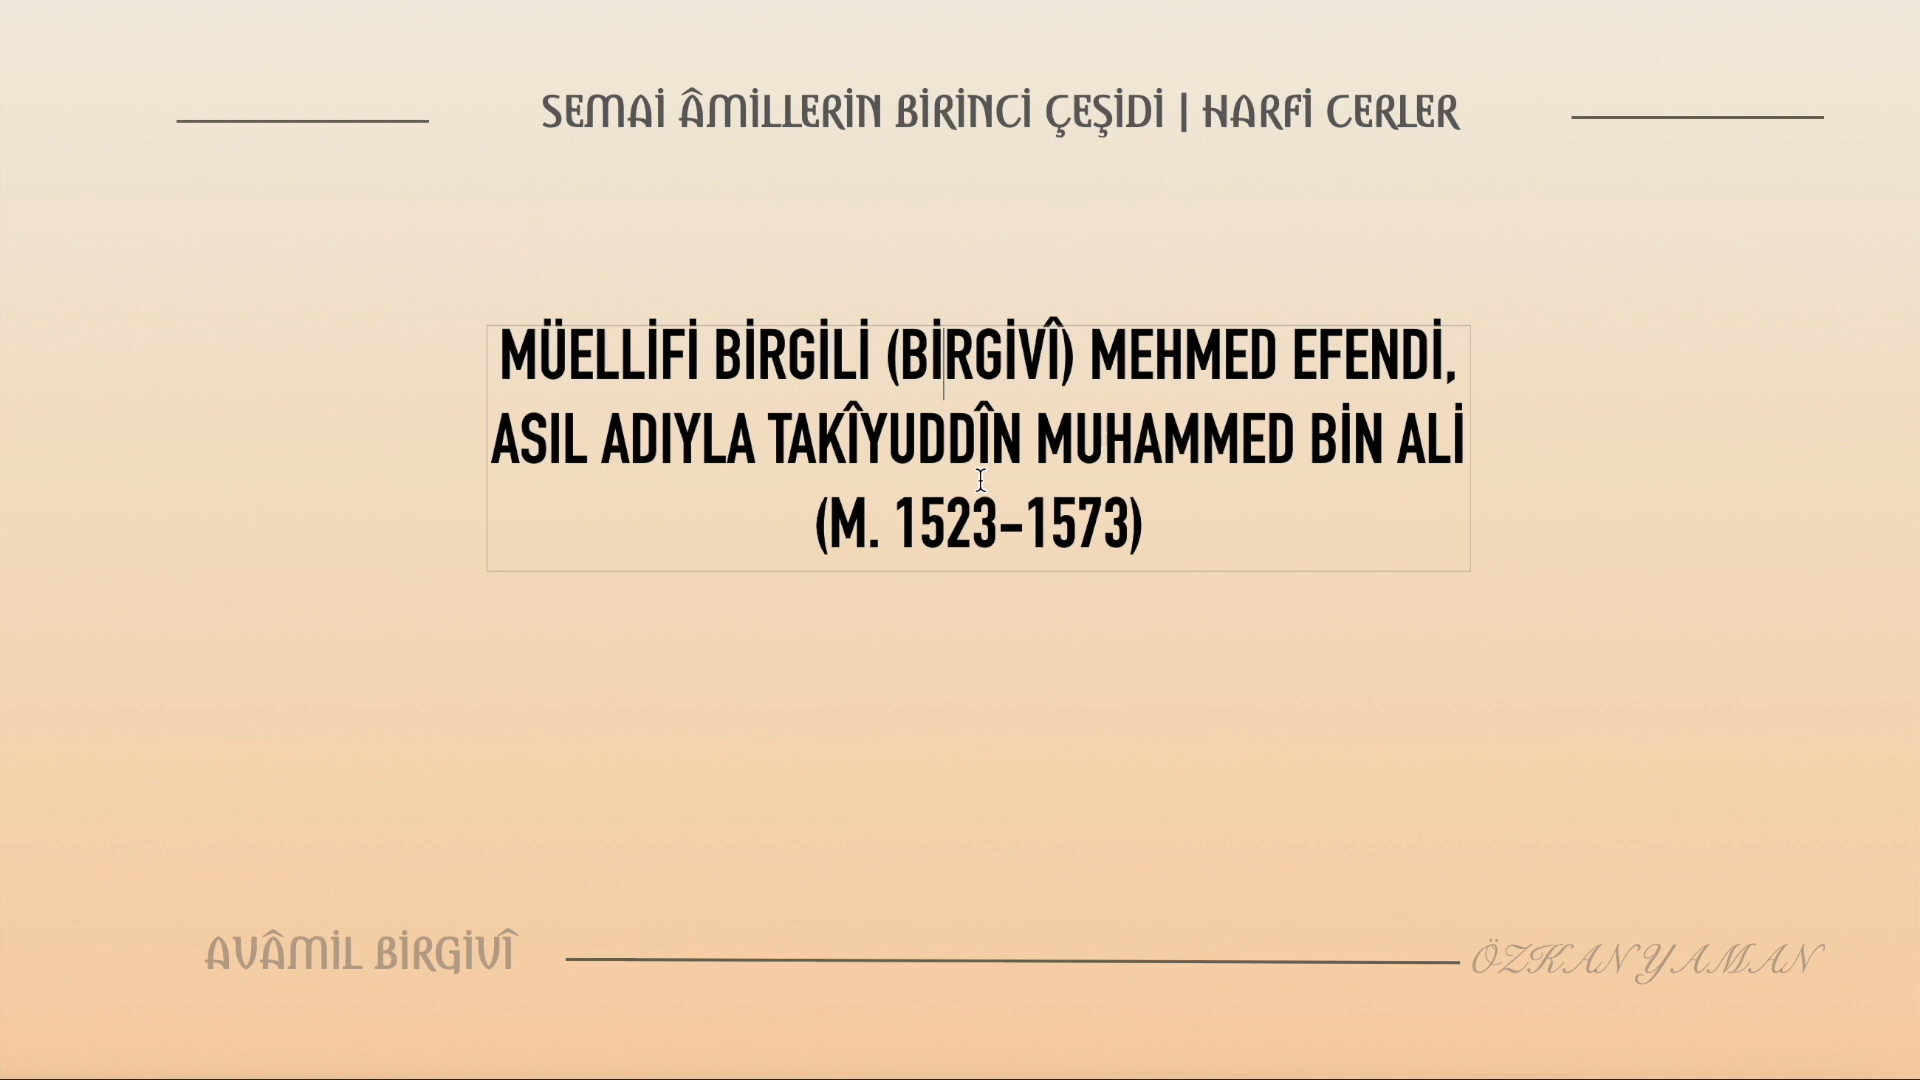 SEMAİ ÂMİLLERİN BİRİNCİ ÇEŞİDİ | HARFİ CERLER
MÜELLİFİ BİRGİLİ (BİRGİVÎ) MEHMED EFENDİ,
ASIL ADIYLA TAKÎYUDDÎN MUHAMMED BİN ALİ
(M. 1523-1573)
AVÂMİL BİRGİVÎ
ÖZKAN YAMAN